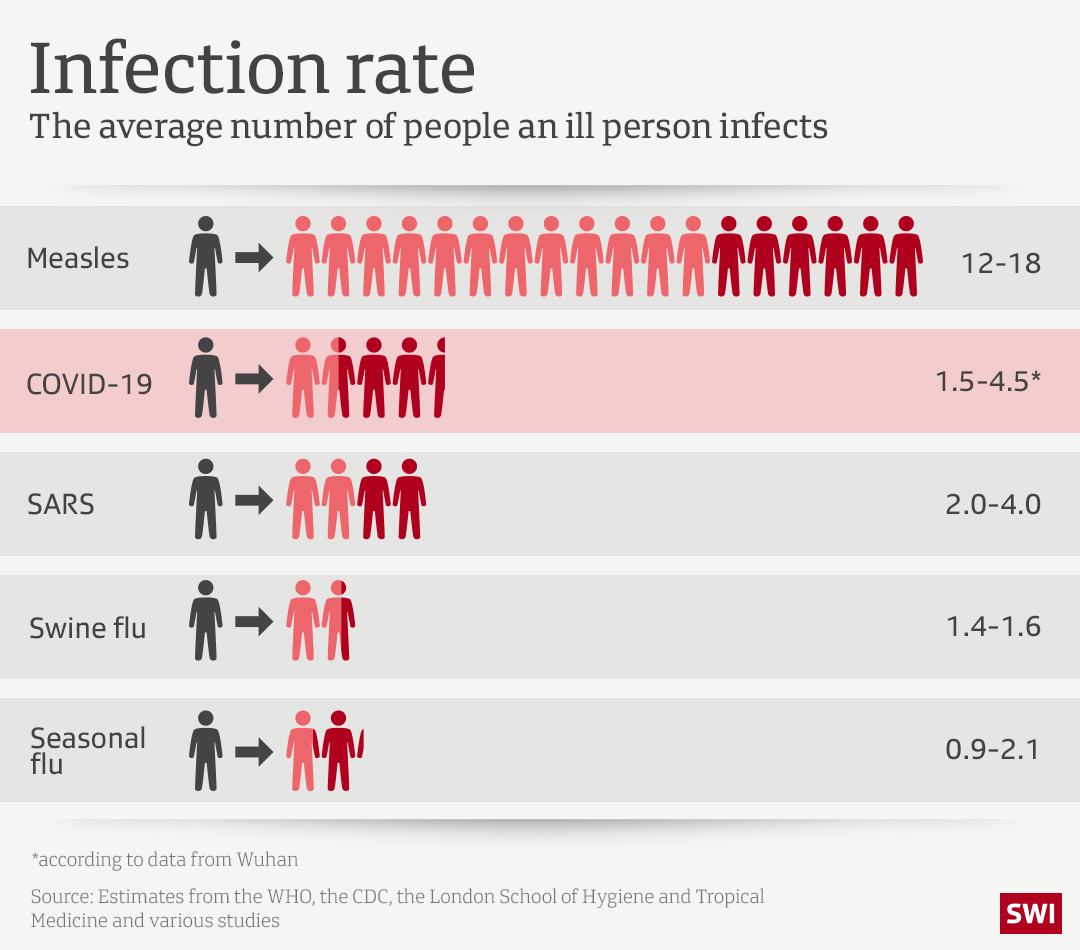 Infection rate
The average number of people an ill person infects
Measles
12–18
COVID-19
1.5–4.5*
SARS
2.0–4.0
Swine flu
1.4–1.6
Seasonal
flu
0.9–2.1
*according to data from Wuhan
Source: Estimates from the WHO, the CDC, the London School of Hygiene and Tropical
Medicine and various studies
SWI